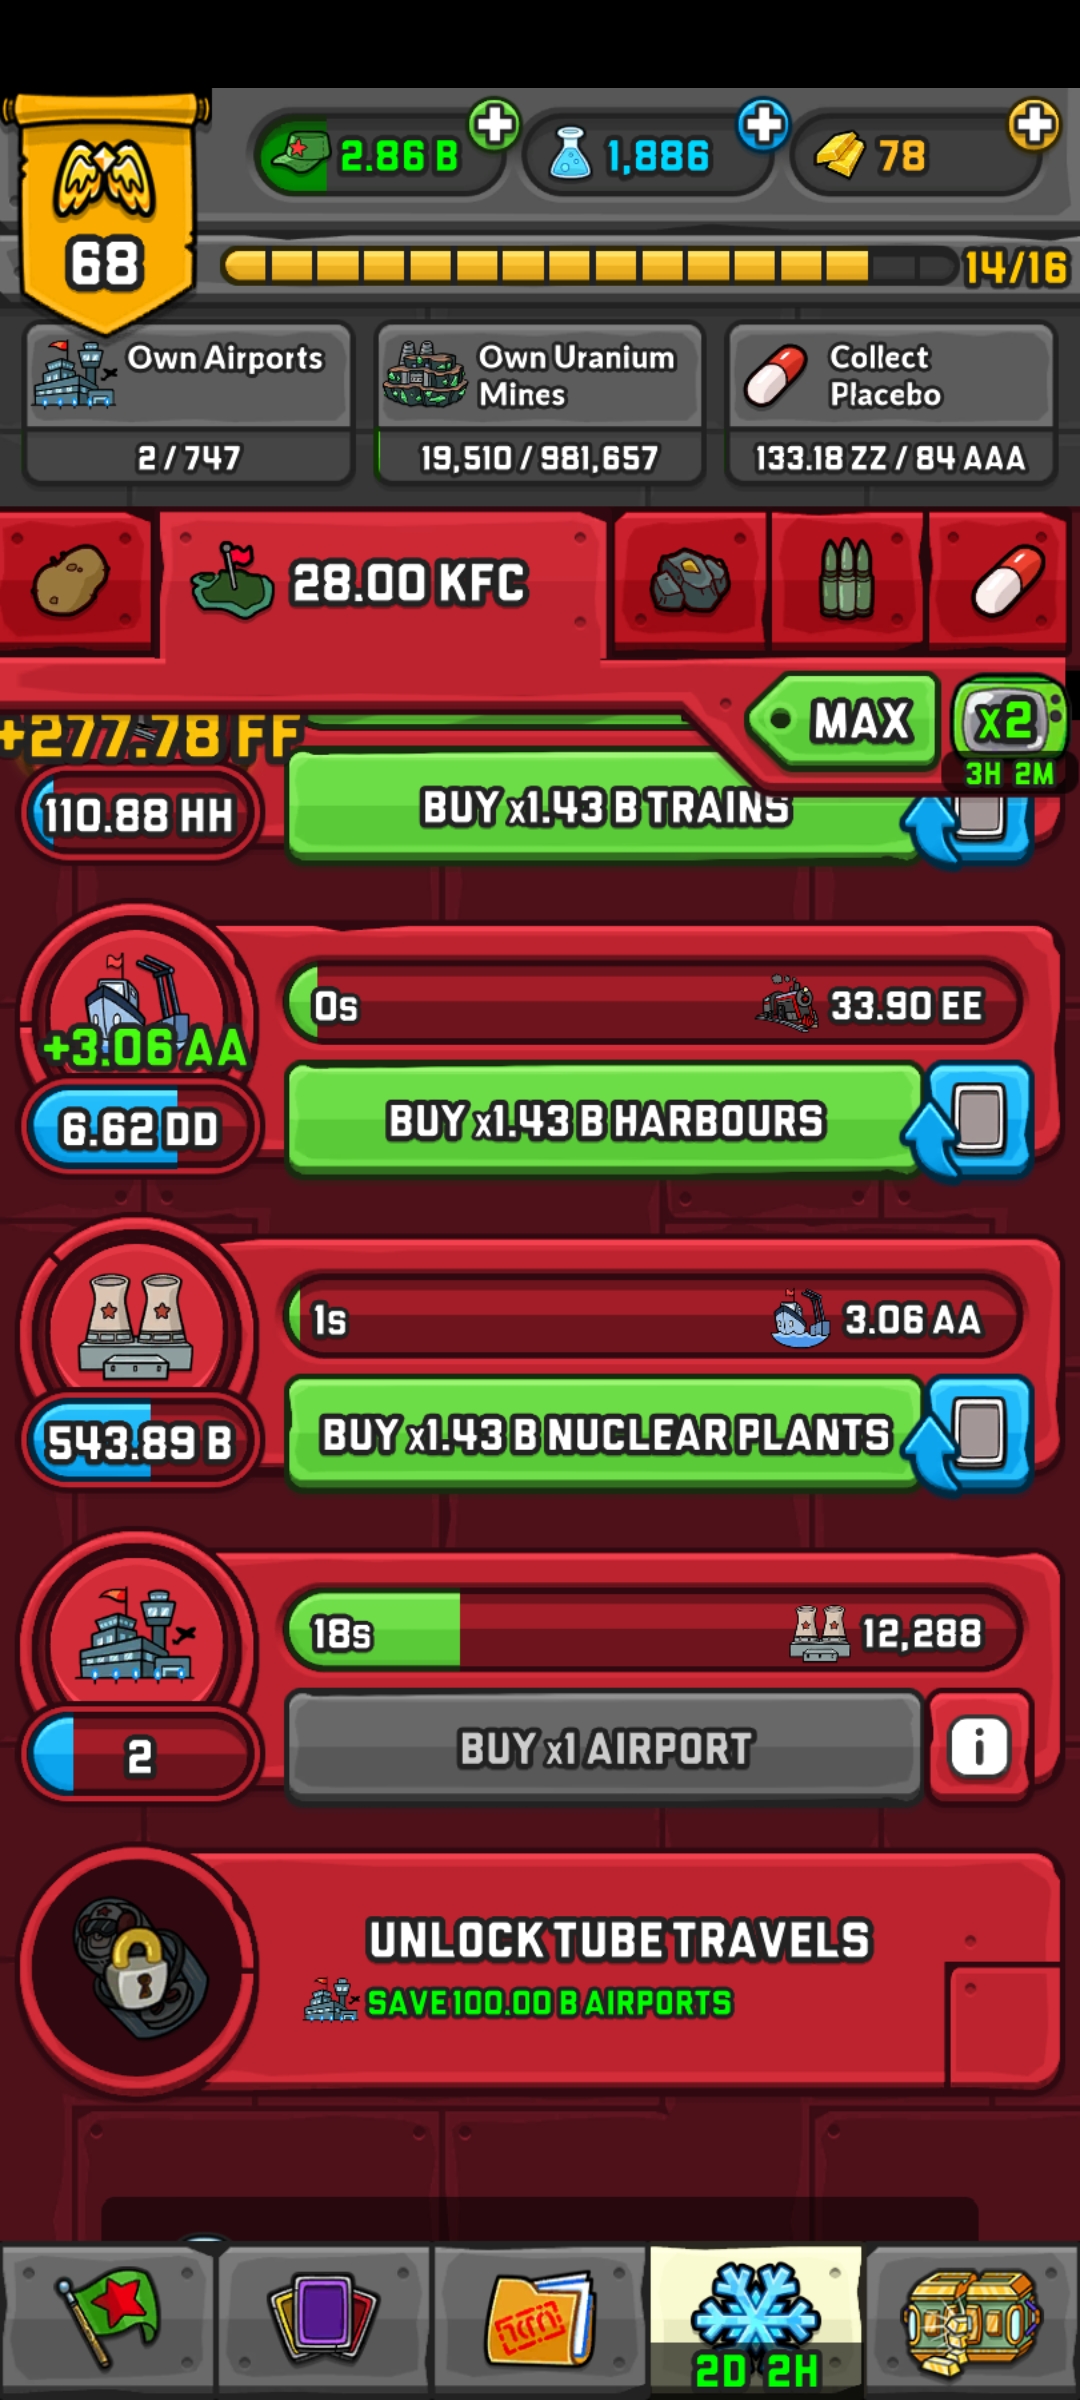 2.86 B
1,886
78
68
14/16
Own Airports
2 / 747
Own Uranium
Mines
19,510 / 981,657
Collect
Placebo
133.18 ZZ / 84 AAA
28.00 KFC
MAX
x2
3H 2M
+277.78 FF
110.88 HH
BUY x1.43 B TRAINS
+3.06 AA
6.62 DD
0s
33.90 EE
BUY x1.43 B HARBOURS
543.89 B
1s
3.06 AA
BUY x1.43 B NUCLEAR PLANTS
2
18s
12,288
BUY x1 AIRPORT
i
UNLOCK TUBE TRAVELS
SAVE 100.00 B AIRPORTS
2D 2H